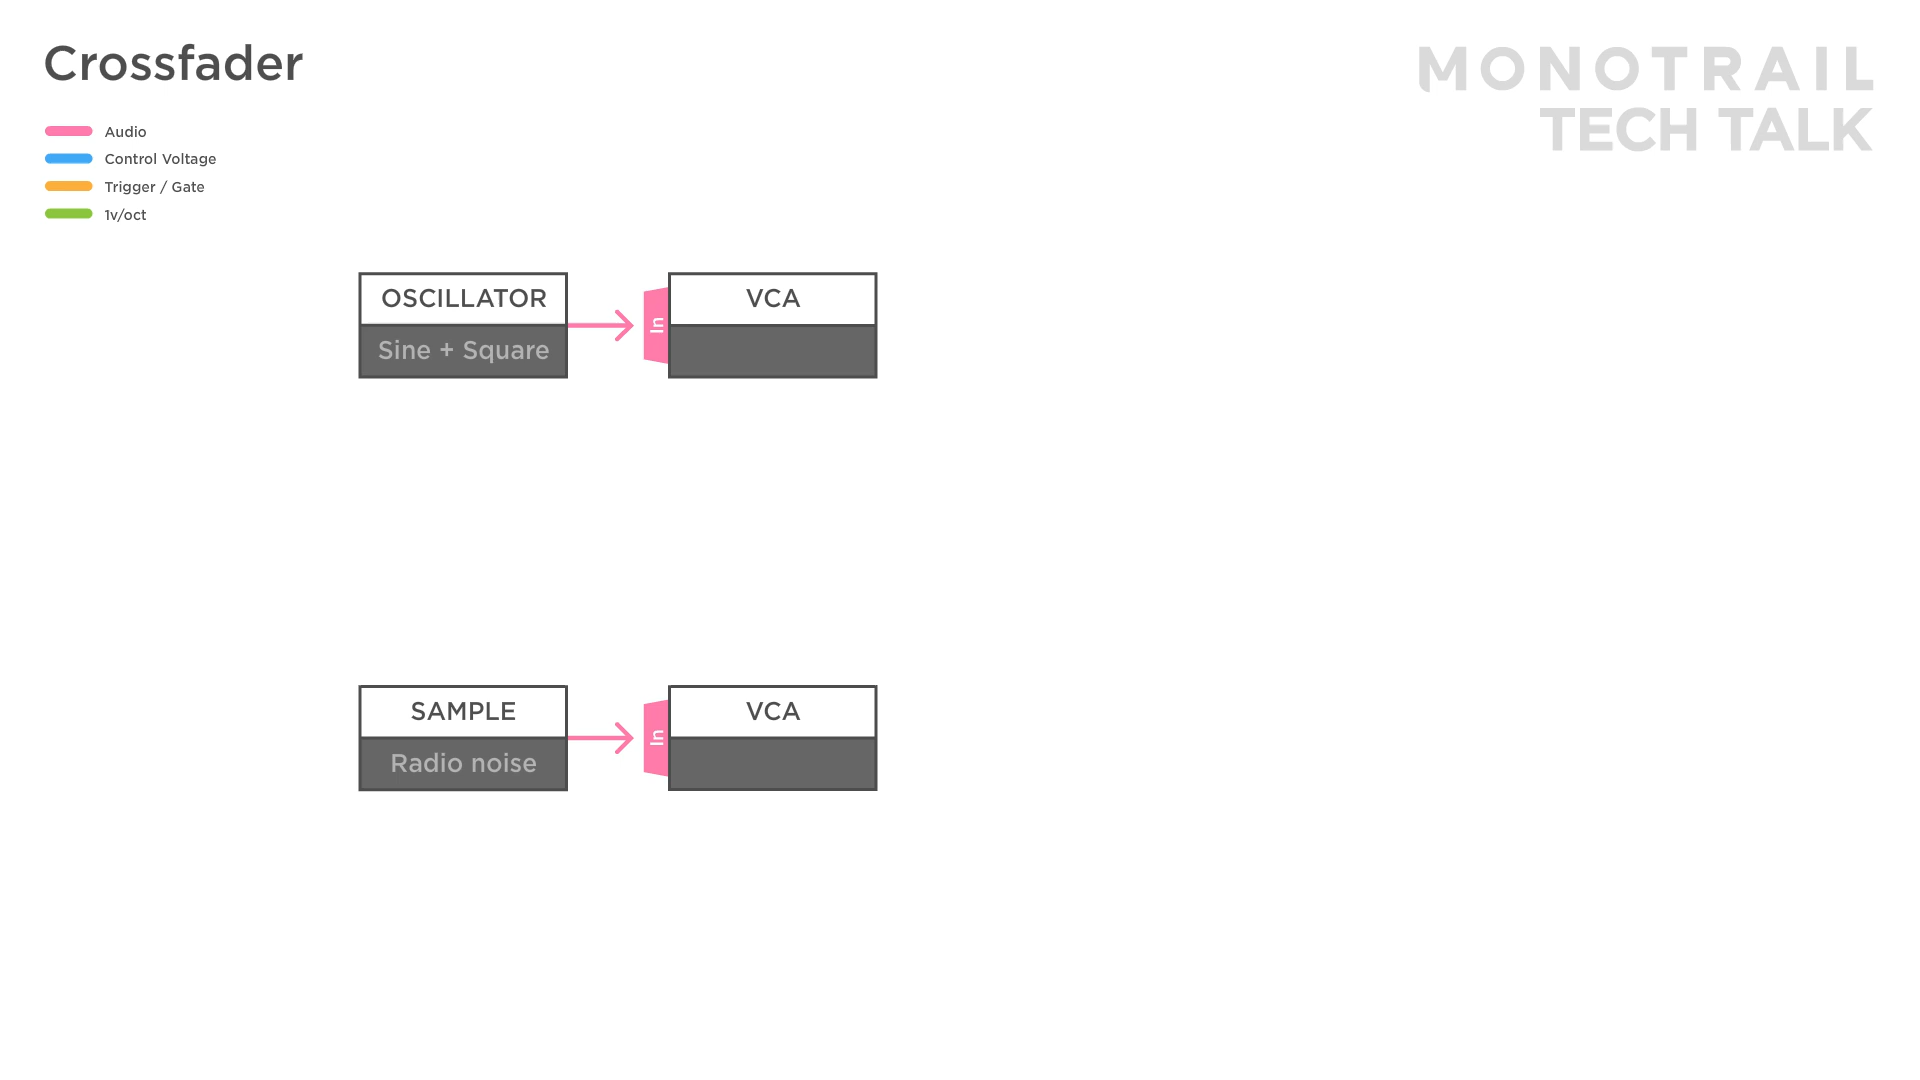 Crossfader
MONOTRAIL
TECH TALK
Audio
Control Voltage
Trigger / Gate
1v/oct
OSCILLATOR
Sine + Square
In
VCA
SAMPLE
Radio noise
In
VCA